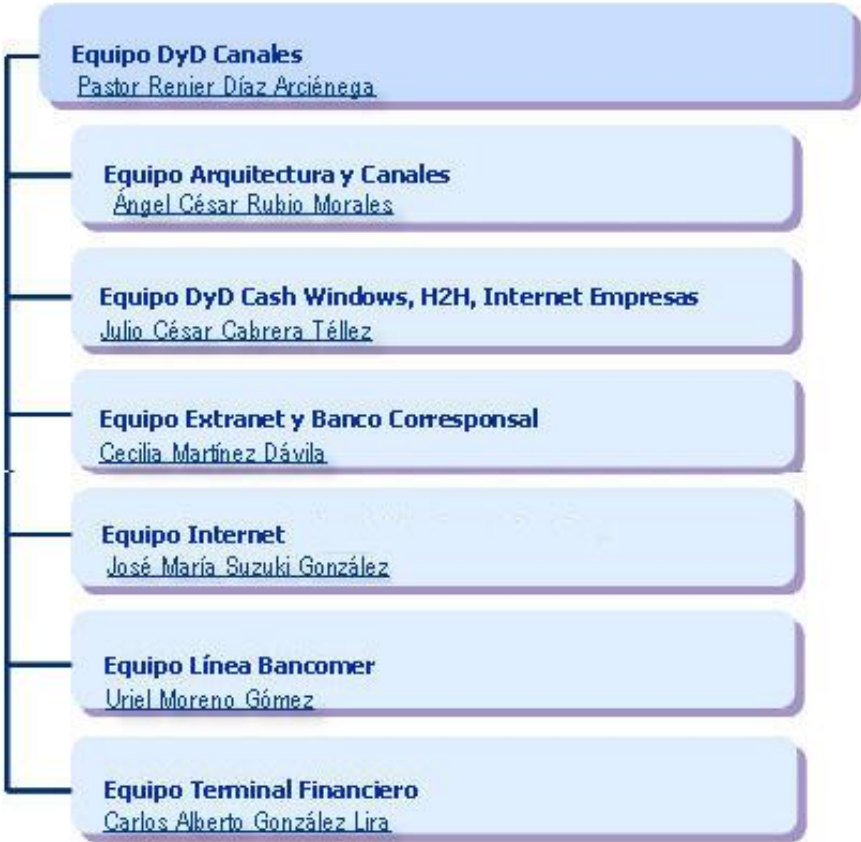 Equipo DyD Canales
Pastor Renier Díaz Arciénega
Equipo Arquitectura y Canales
Ángel César Rubio Morales
Equipo DyD Cash Windows, H2H, Internet Empresas
Julio César Cabrera Téllez
Equipo Extranet y Banco Corresponsal
Cecilia Martínez Dávila
Equipo Internet
José María Suzuki González
Equipo Línea Bancomer
Uriel Moreno Gómez
Equipo Terminal Financiero
Carlos Alberto González Lira